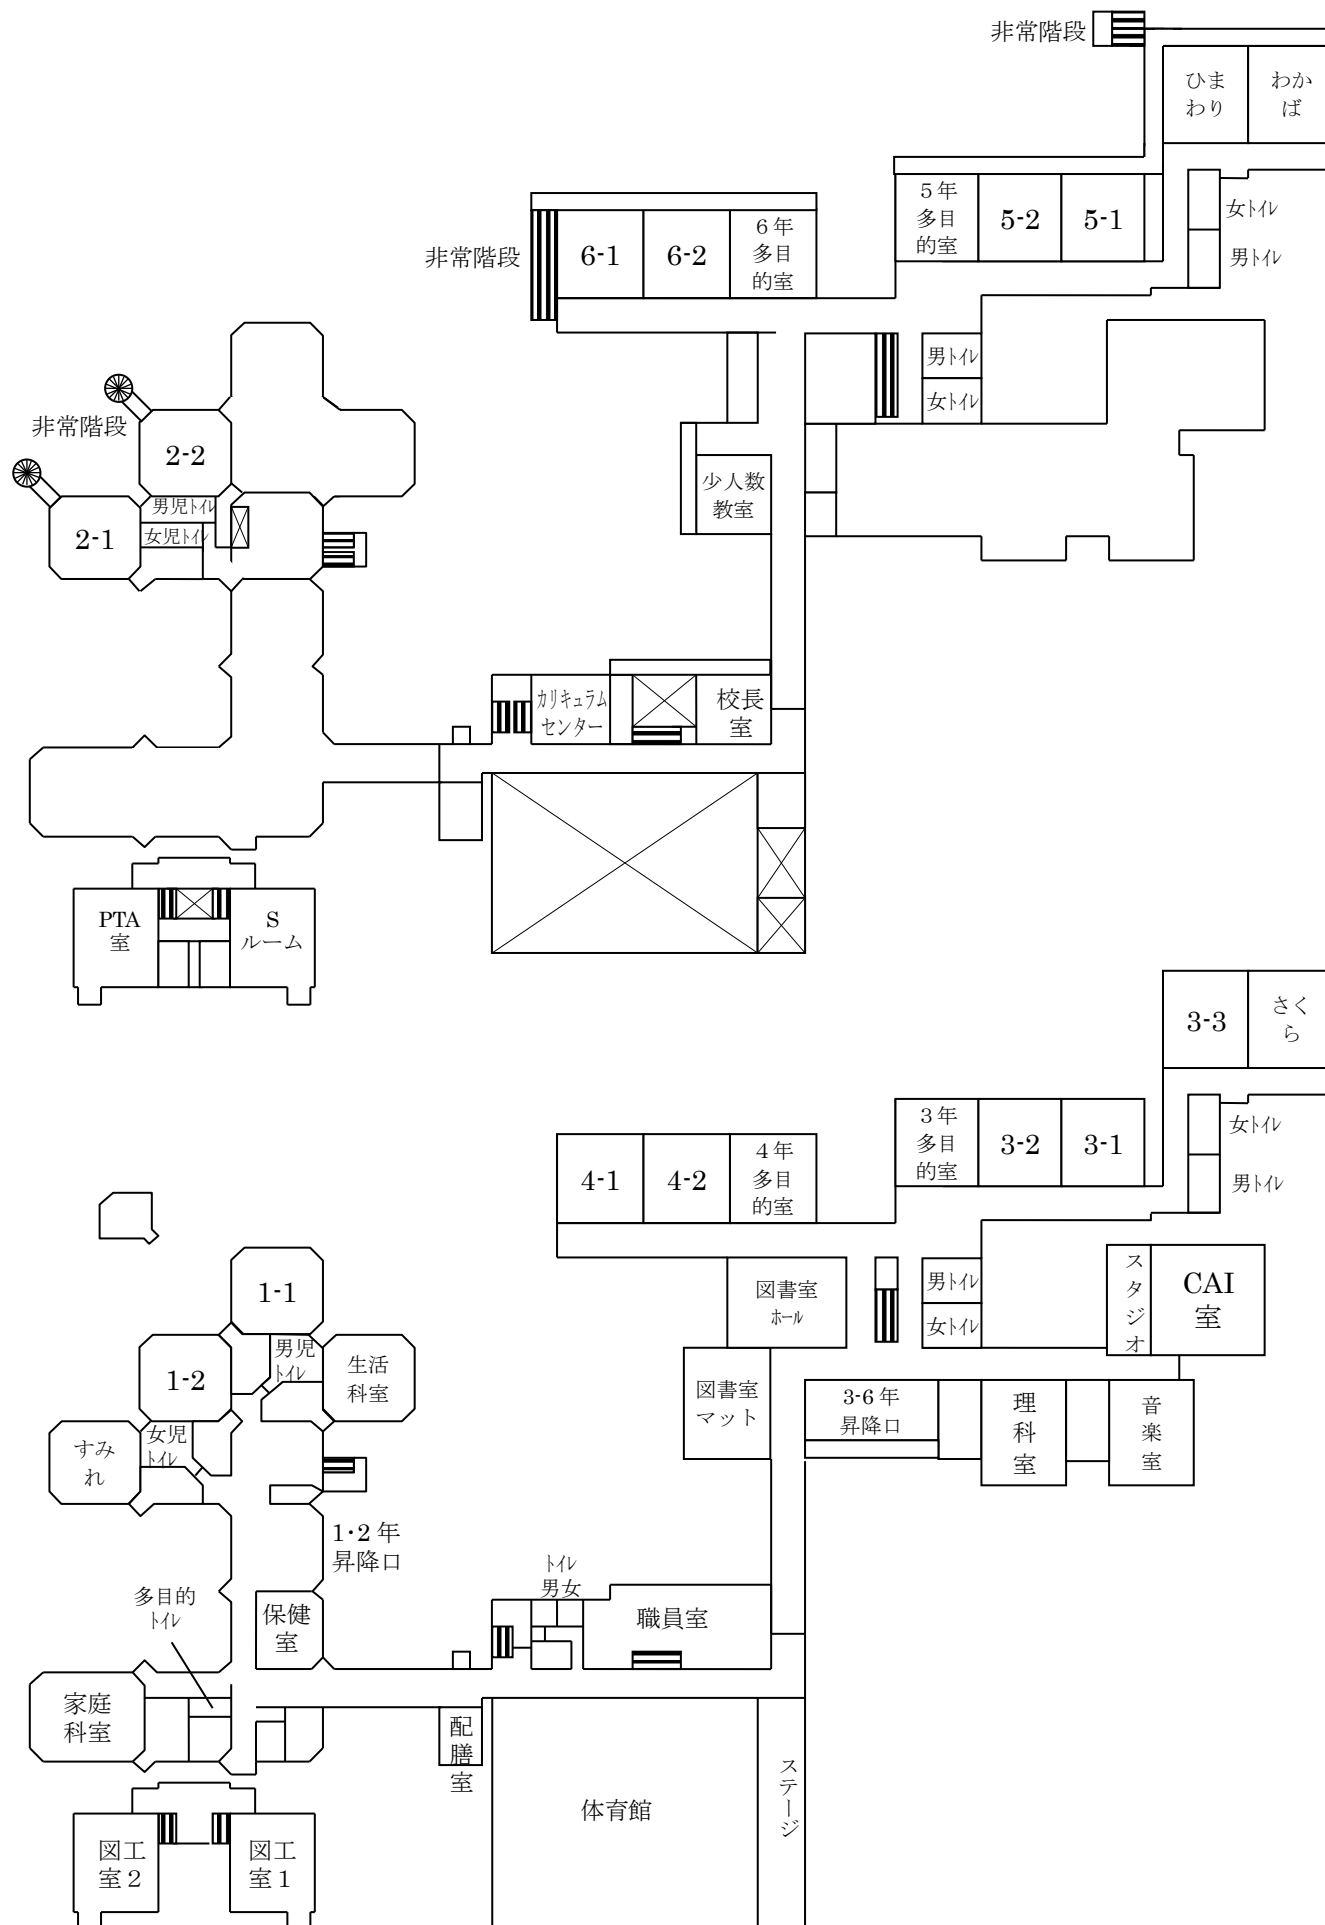 非常階段
ひま
わり
わか
ば
5年
多目
的室
5-2
5-1
女トイレ
男トイレ
非常階段
6-1
6-2
6年
多目
的室
男トイレ
女トイレ
非常階段
2-2
男児トイレ
女児トイレ
2-1
少人数
教室
カリキュラム
センター
校長
室
PTA
室
S
ルーム
3-3
さく
ら
3年
多目
的室
3-2
3-1
女トイレ
男トイレ
4-1
4-2
4年
多目
的室
図書室
ホール
男トイレ
女トイレ
スタジオ
CAI
室
1-1
男児
トイレ
生活
科室
1-2
女児
トイレ
すみ
れ
図書室
マット
3-6年
昇降口
理科室
音楽室
1・2年
昇降口
多目的
トイレ
保健
室
トイレ
男女
職員室
家庭
科室
配膳室
体育館
ステージ
図工
室2
図工
室1